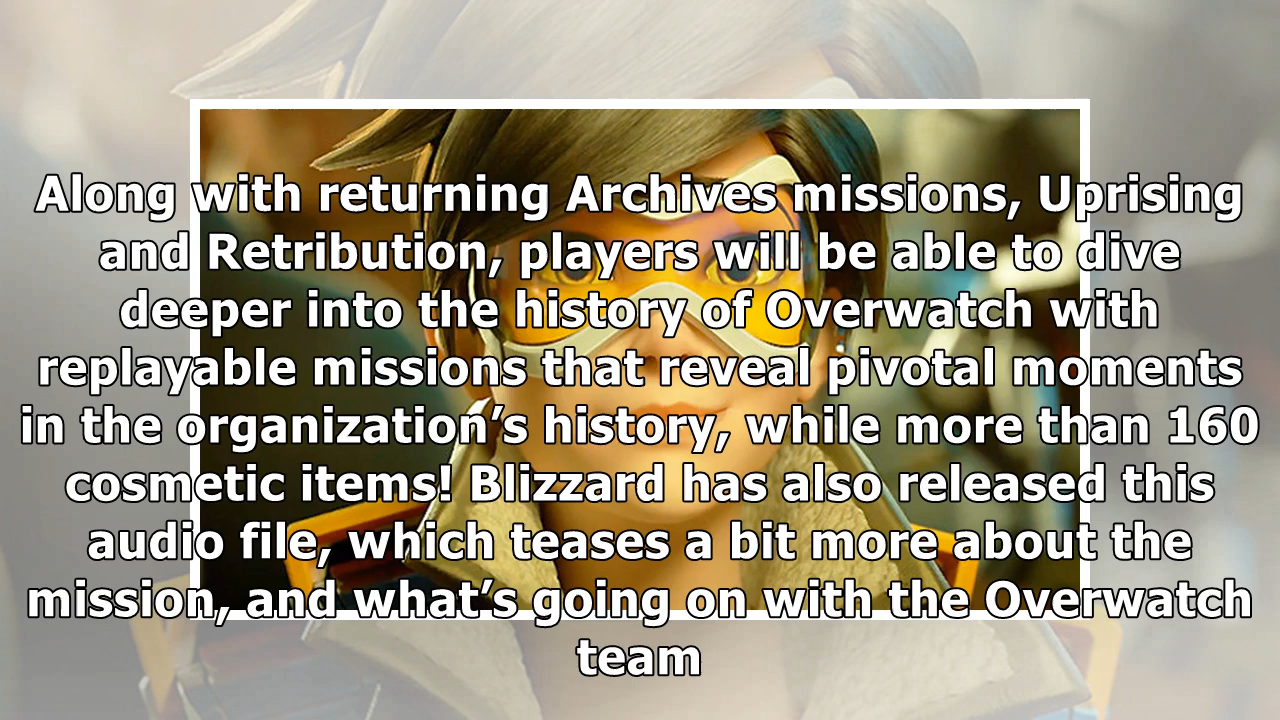 Along with returning Archives missions, Uprising
and Retribution, players will be able to dive
deeper into the history of Overwatch with
replayable missions that reveal pivotal moments
in the organization’s history, while more than 160
cosmetic items! Blizzard has also released this
audio file, which teases a bit more about the
mission, and what’s going on with the Overwatch
team